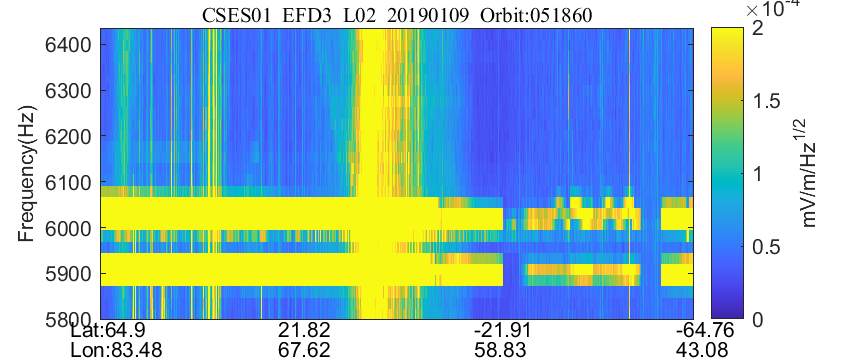 CSES01 EFD3 L02 20190109 Orbit:051860
×10⁻⁴
6400
6300
6200
6100
6000
5900
5800
Frequency(Hz)
2
1.5
1
0.5
0
mV/m/Hz^1/2
Lat:64.9 21.82 -21.91 -64.76
Lon:83.48 67.62 58.83 43.08